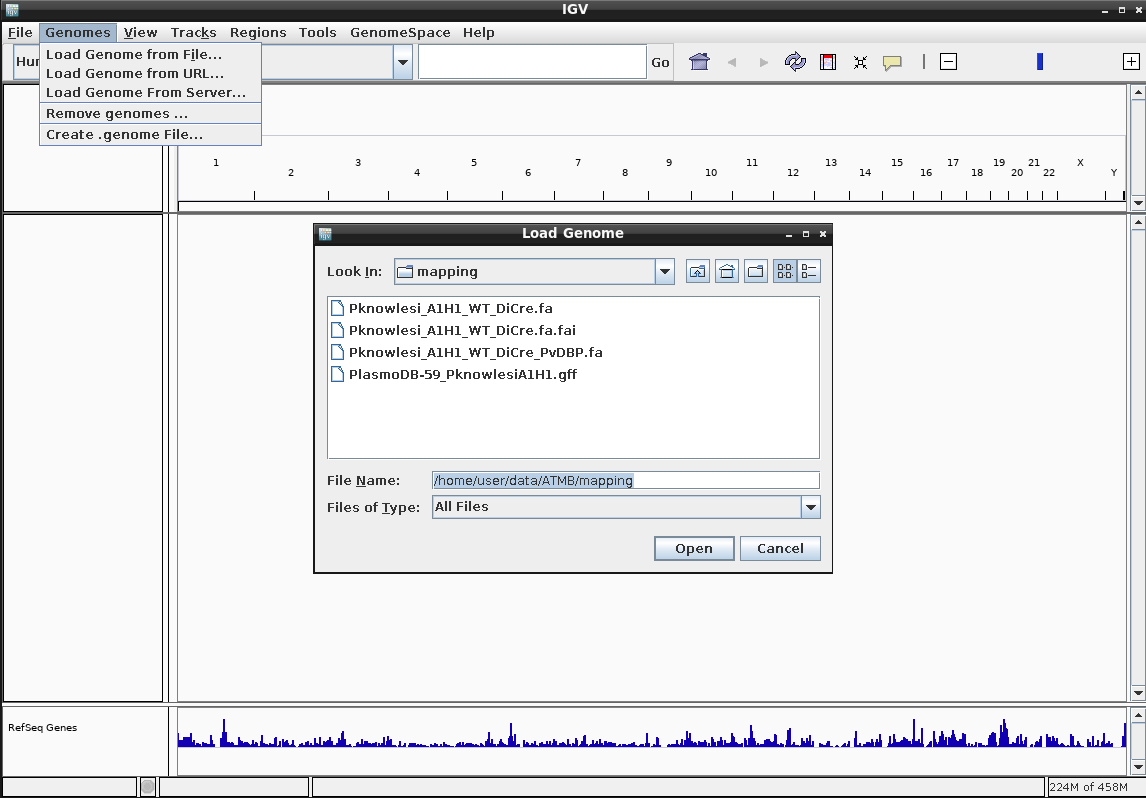 IGV
File Genomes View Tracks Regions Tools GenomeSpace Help
Load Genome from File...
Load Genome from URL...
Load Genome From Server...
Remove genomes ...
Create .genome File...
Hur
Go
1 2 3 4 5 6 7 8 9 10 11 12 13 14 15 16 17 18 19 20 21 22 X Y
Load Genome
Look In: mapping
Pknowlesi_A1H1_WT_DiCre.fa
Pknowlesi_A1H1_WT_DiCre.fa.fai
Pknowlesi_A1H1_WT_DiCre_PvDBP.fa
PlasmoDB-59_PknowlesiA1H1.gff
File Name: /home/user/data/ATMB/mapping
Files of Type: All Files
Open Cancel
RefSeq Genes
224M of 458M